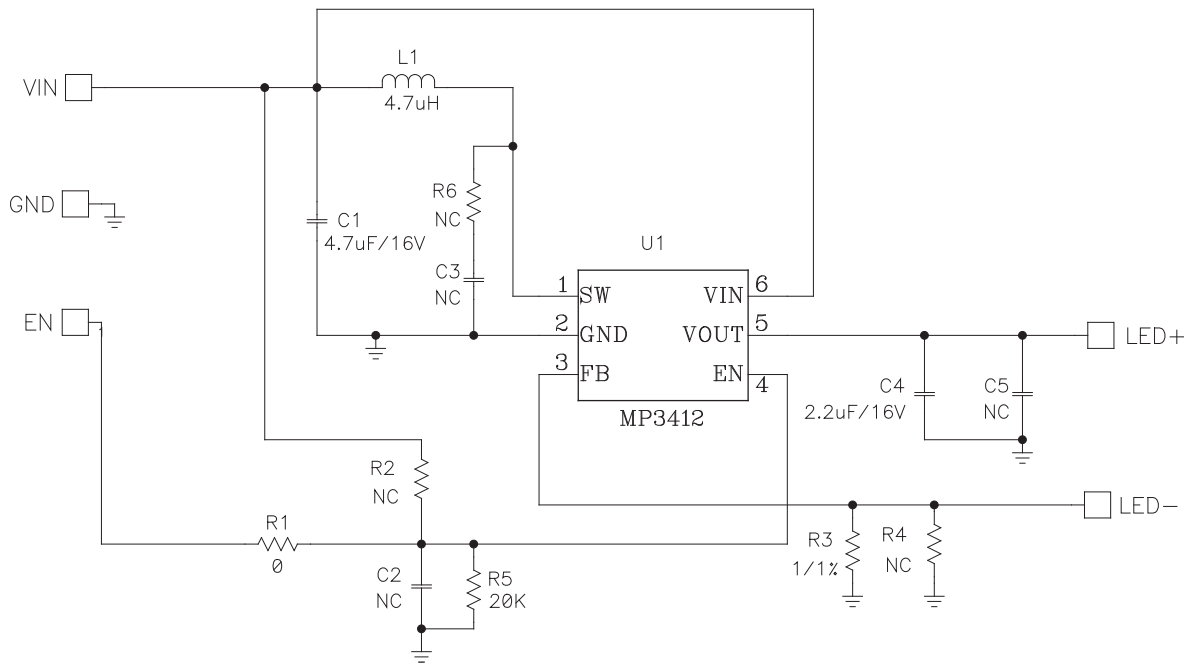 L1
VIN
4.7uH
R6
NC
GND
C1
4.7uF/16V
U1
C3
NC
1
SW
VIN
6
EN
2
GND
VOUT
5
LED+
3
FB
EN
4
C4
2.2uF/16V
C5
NC
MP3412
R2
NC
LED-
R1
0
R3
1/1%
R4
NC
C2
NC
R5
20K